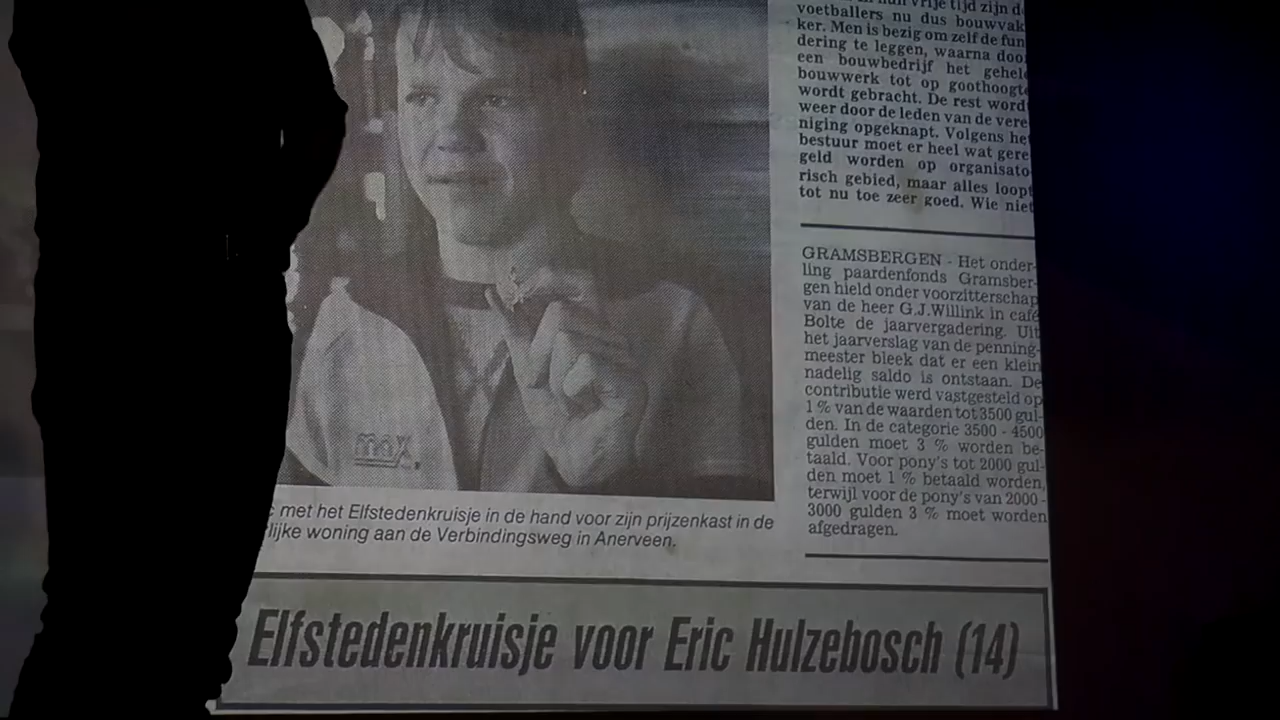 voetballers nu dus bouwvak
ker. Men is bezig om zelf de fun
dering te leggen, waarna doo
een bouwbedrijf het gehel
bouwwerk tot op goothoogt
wordt gebracht. De rest word
weer door de leden van de vere
niging opgeknapt. Volgens he
bestuur moet er heel wat gere
geld worden op organisato
risch gebied, maar alles loopt
tot nu toe zeer goed. Wie niet
GRAMSBERGEN - Het onder-
ling paardenfonds Gramsber-
gen hield onder voorzitterschap
van de heer G.J.Willink in café
Bolte de jaarvergadering. Uit
het jaarverslag van de penning-
meester bleek dat er een klein
nadelig saldo is ontstaan. De
contributie werd vastgesteld op
1 % van de waarden tot 3500 gul-
den. In de categorie 3500 - 4500
gulden moet 3 % worden be-
taald. Voor pony's tot 2000 gul-
den moet 1 % betaald worden,
terwijl voor de pony's van 2000 -
3000 gulden 3 % moet worden
afgedragen.
max.
met het Elfstedenkruisje in de hand voor zijn prijzenkast in de
lijke woning aan de Verbindingsweg in Anerveen.
Elfstedenkruisje voor Eric Hulzebosch (14)